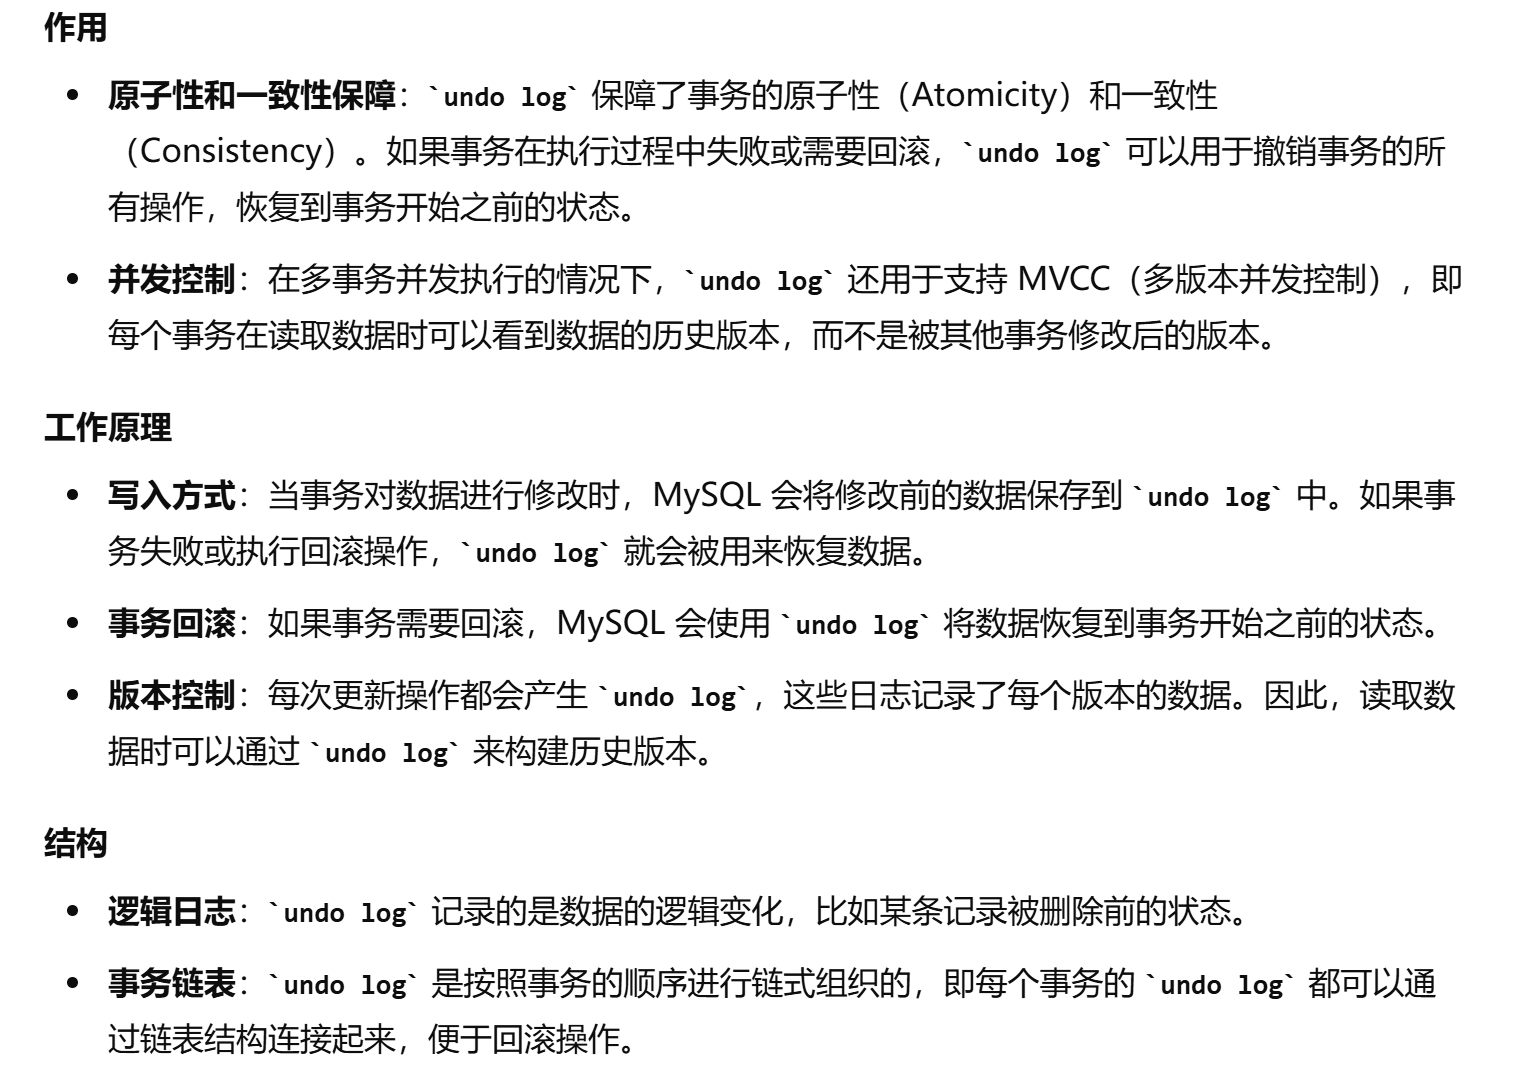 作用
• 原子性和一致性保障：`undo log` 保障了事务的原子性（Atomicity）和一致性
（Consistency）。如果事务在执行过程中失败或需要回滚，`undo log` 可以用于撤销事务的所
有操作，恢复到事务开始之前的状态。
• 并发控制：在多事务并发执行的情况下，`undo log` 还用于支持 MVCC（多版本并发控制），即
每个事务在读取数据时可以看到数据的历史版本，而不是被其他事务修改后的版本。
工作原理
• 写入方式：当事务对数据进行修改时，MySQL 会将修改前的数据保存到 `undo log` 中。如果事
务失败或执行回滚操作，`undo log` 就会被用来恢复数据。
• 事务回滚：如果事务需要回滚，MySQL 会使用 `undo log` 将数据恢复到事务开始之前的状态。
• 版本控制：每次更新操作都会产生 `undo log`，这些日志记录了每个版本的数据。因此，读取数
据时可以通过 `undo log` 来构建历史版本。
结构
• 逻辑日志：`undo log` 记录的是数据的逻辑变化，比如某条记录被删除前的状态。
• 事务链表：`undo log` 是按照事务的顺序进行链式组织的，即每个事务的 `undo log` 都可以通
过链表结构连接起来，便于回滚操作。